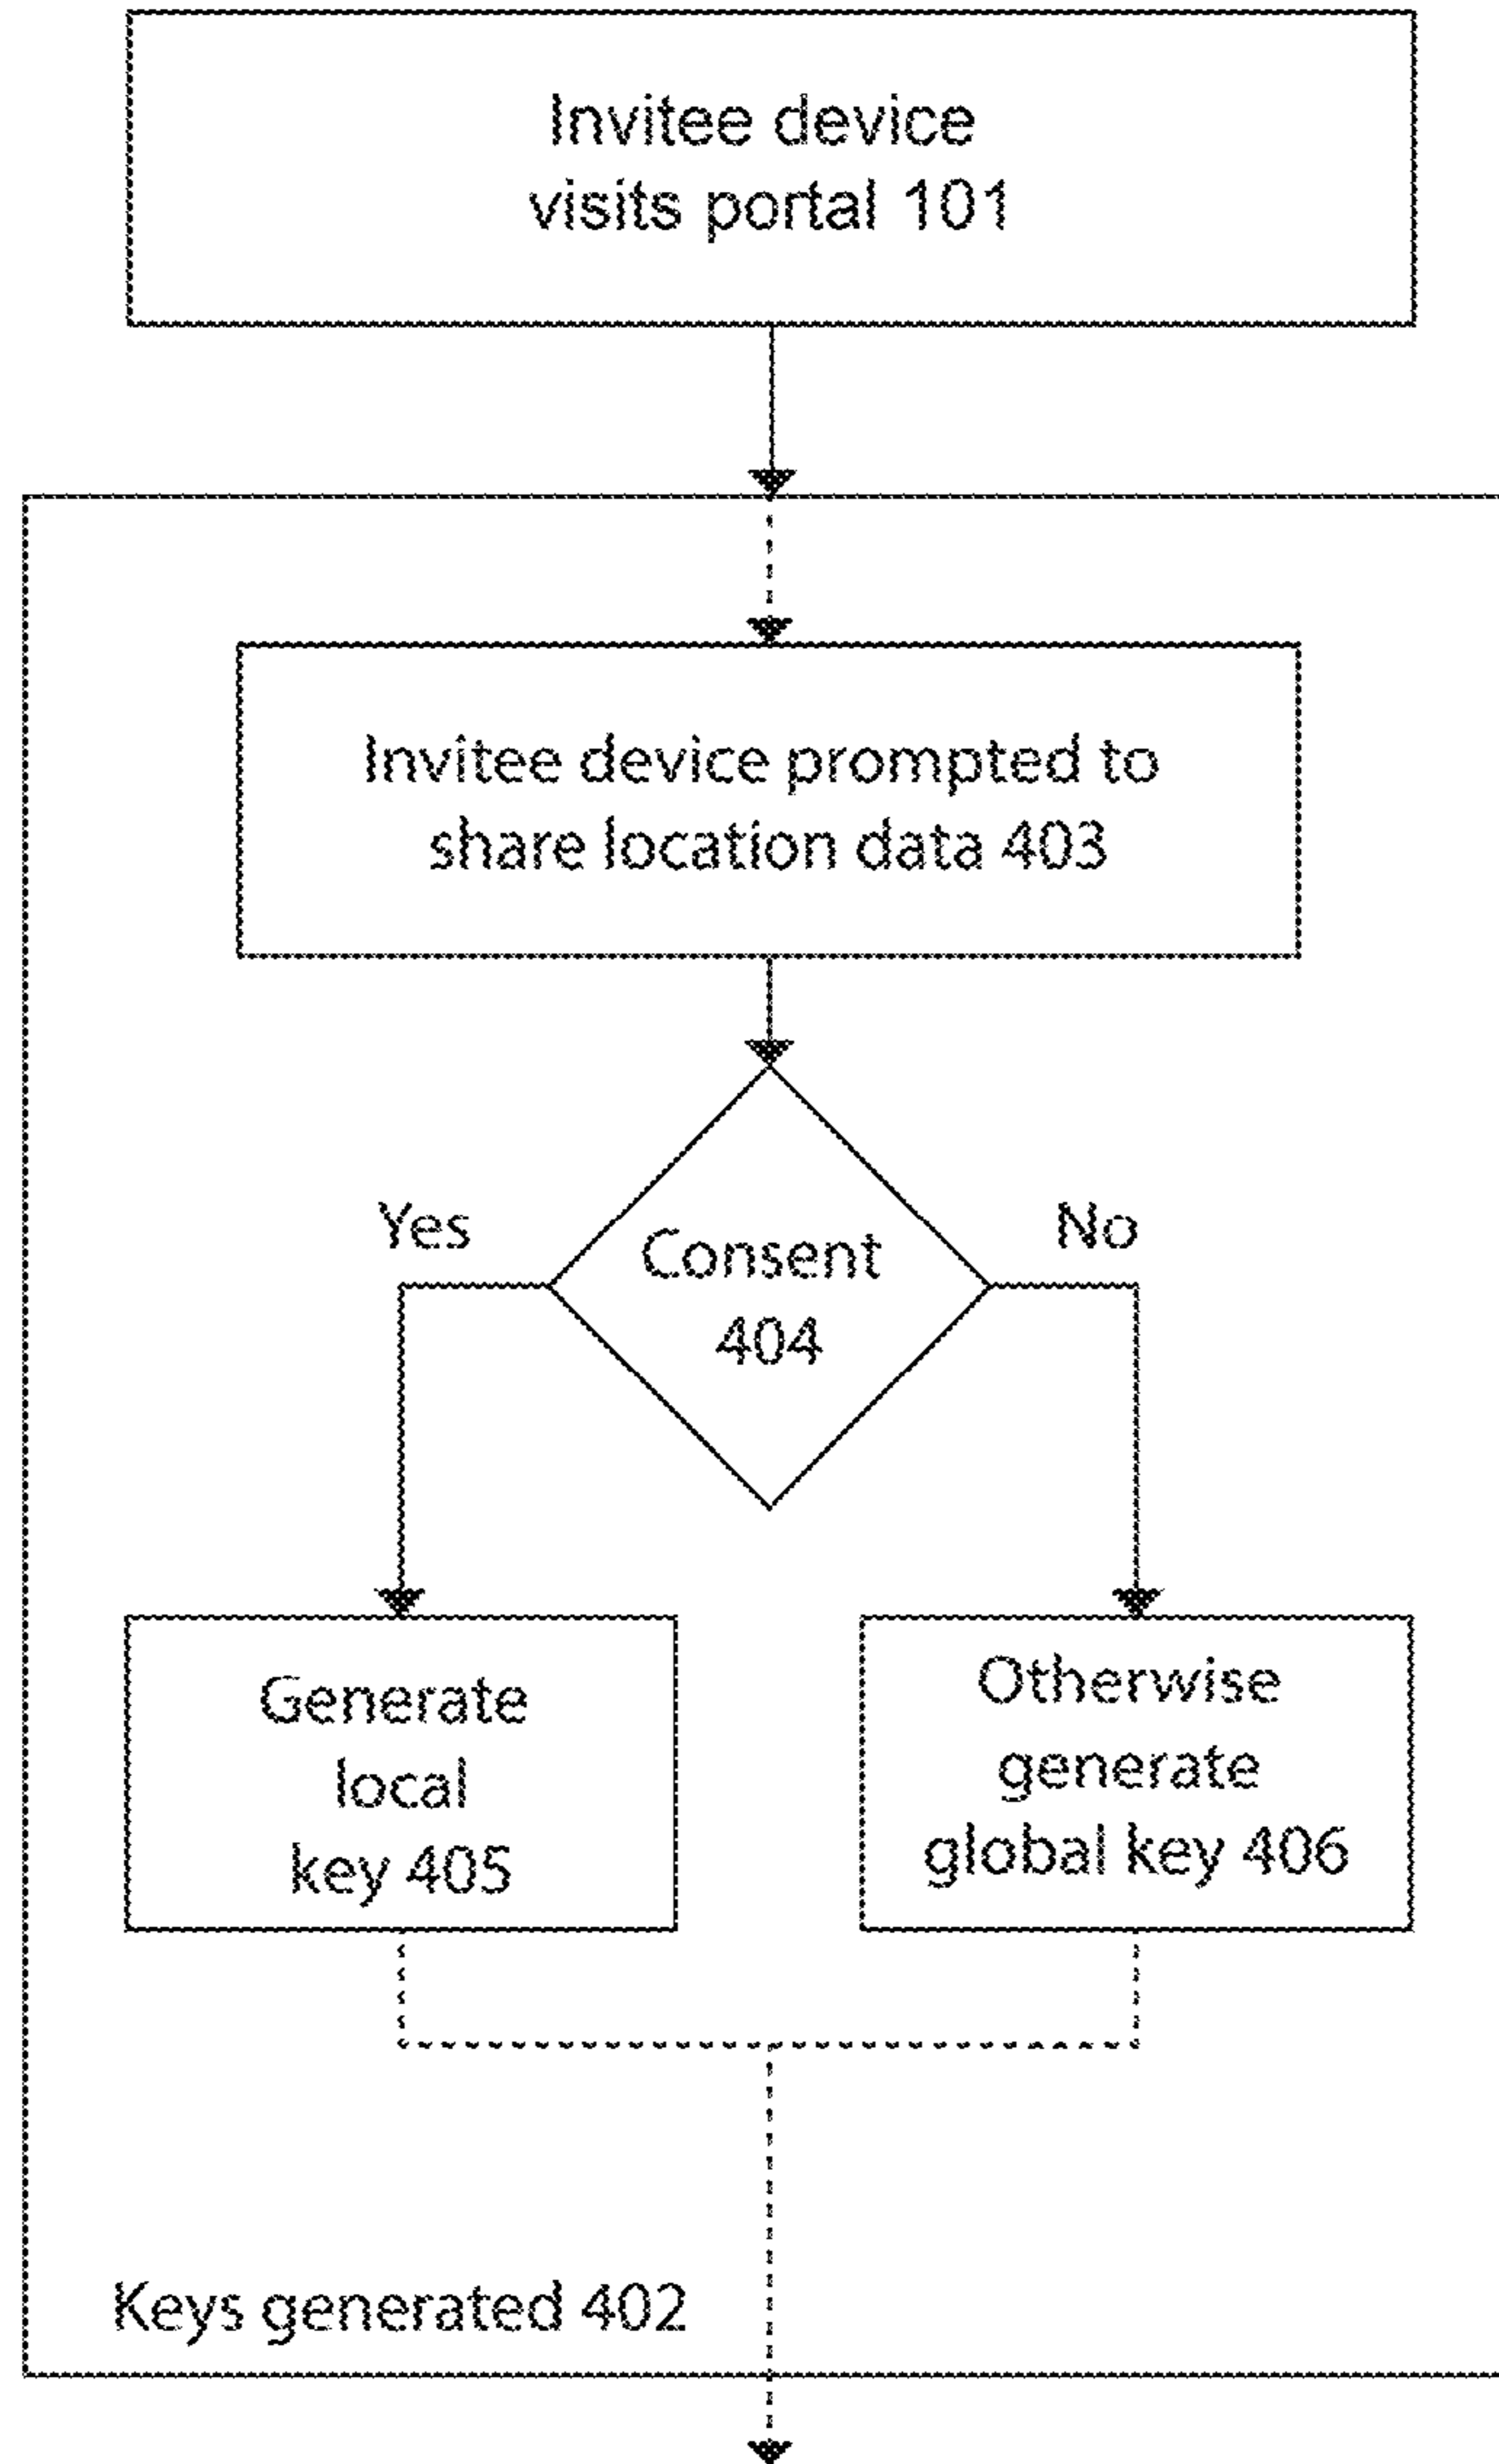 Invitee device
visits portal 101
Invitee device prompted to
share location data 403
Yes
No
Consent
404
Generate
local
key 405
Otherwise
generate
global key 406
Keys generated 402